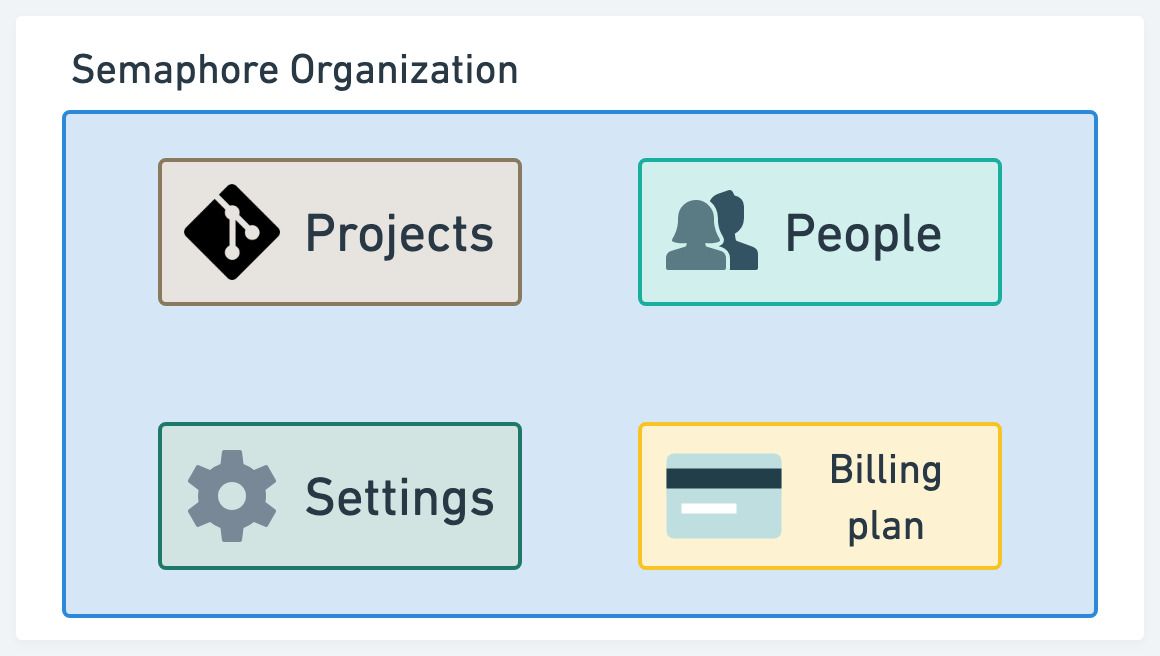 Semaphore Organization
Projects
People
Settings
Billing
plan